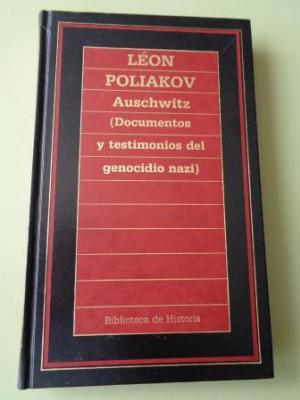 LÉON
POLIAKOV
Auschwitz
(Documentos
y testimonios del
genocidio nazi)
Biblioteca de Historia